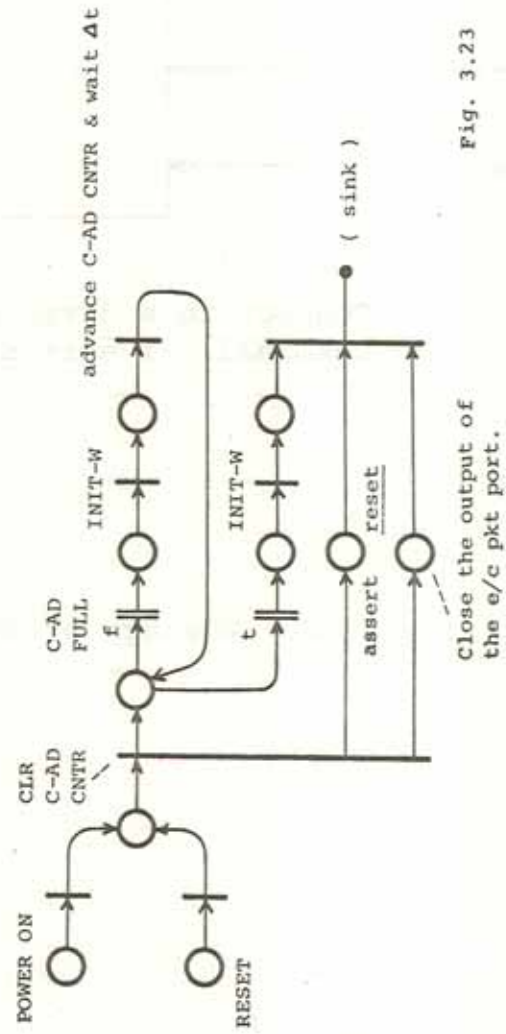 POWER ON
RESET
CLR
C-AD
CNTR
C-AD
FULL
f
t
INIT-W
INIT-W
advance C-AD CNTR & wait Δt
assert reset
( sink )
Close the output of
the e/c pkt port.
Fig. 3.23